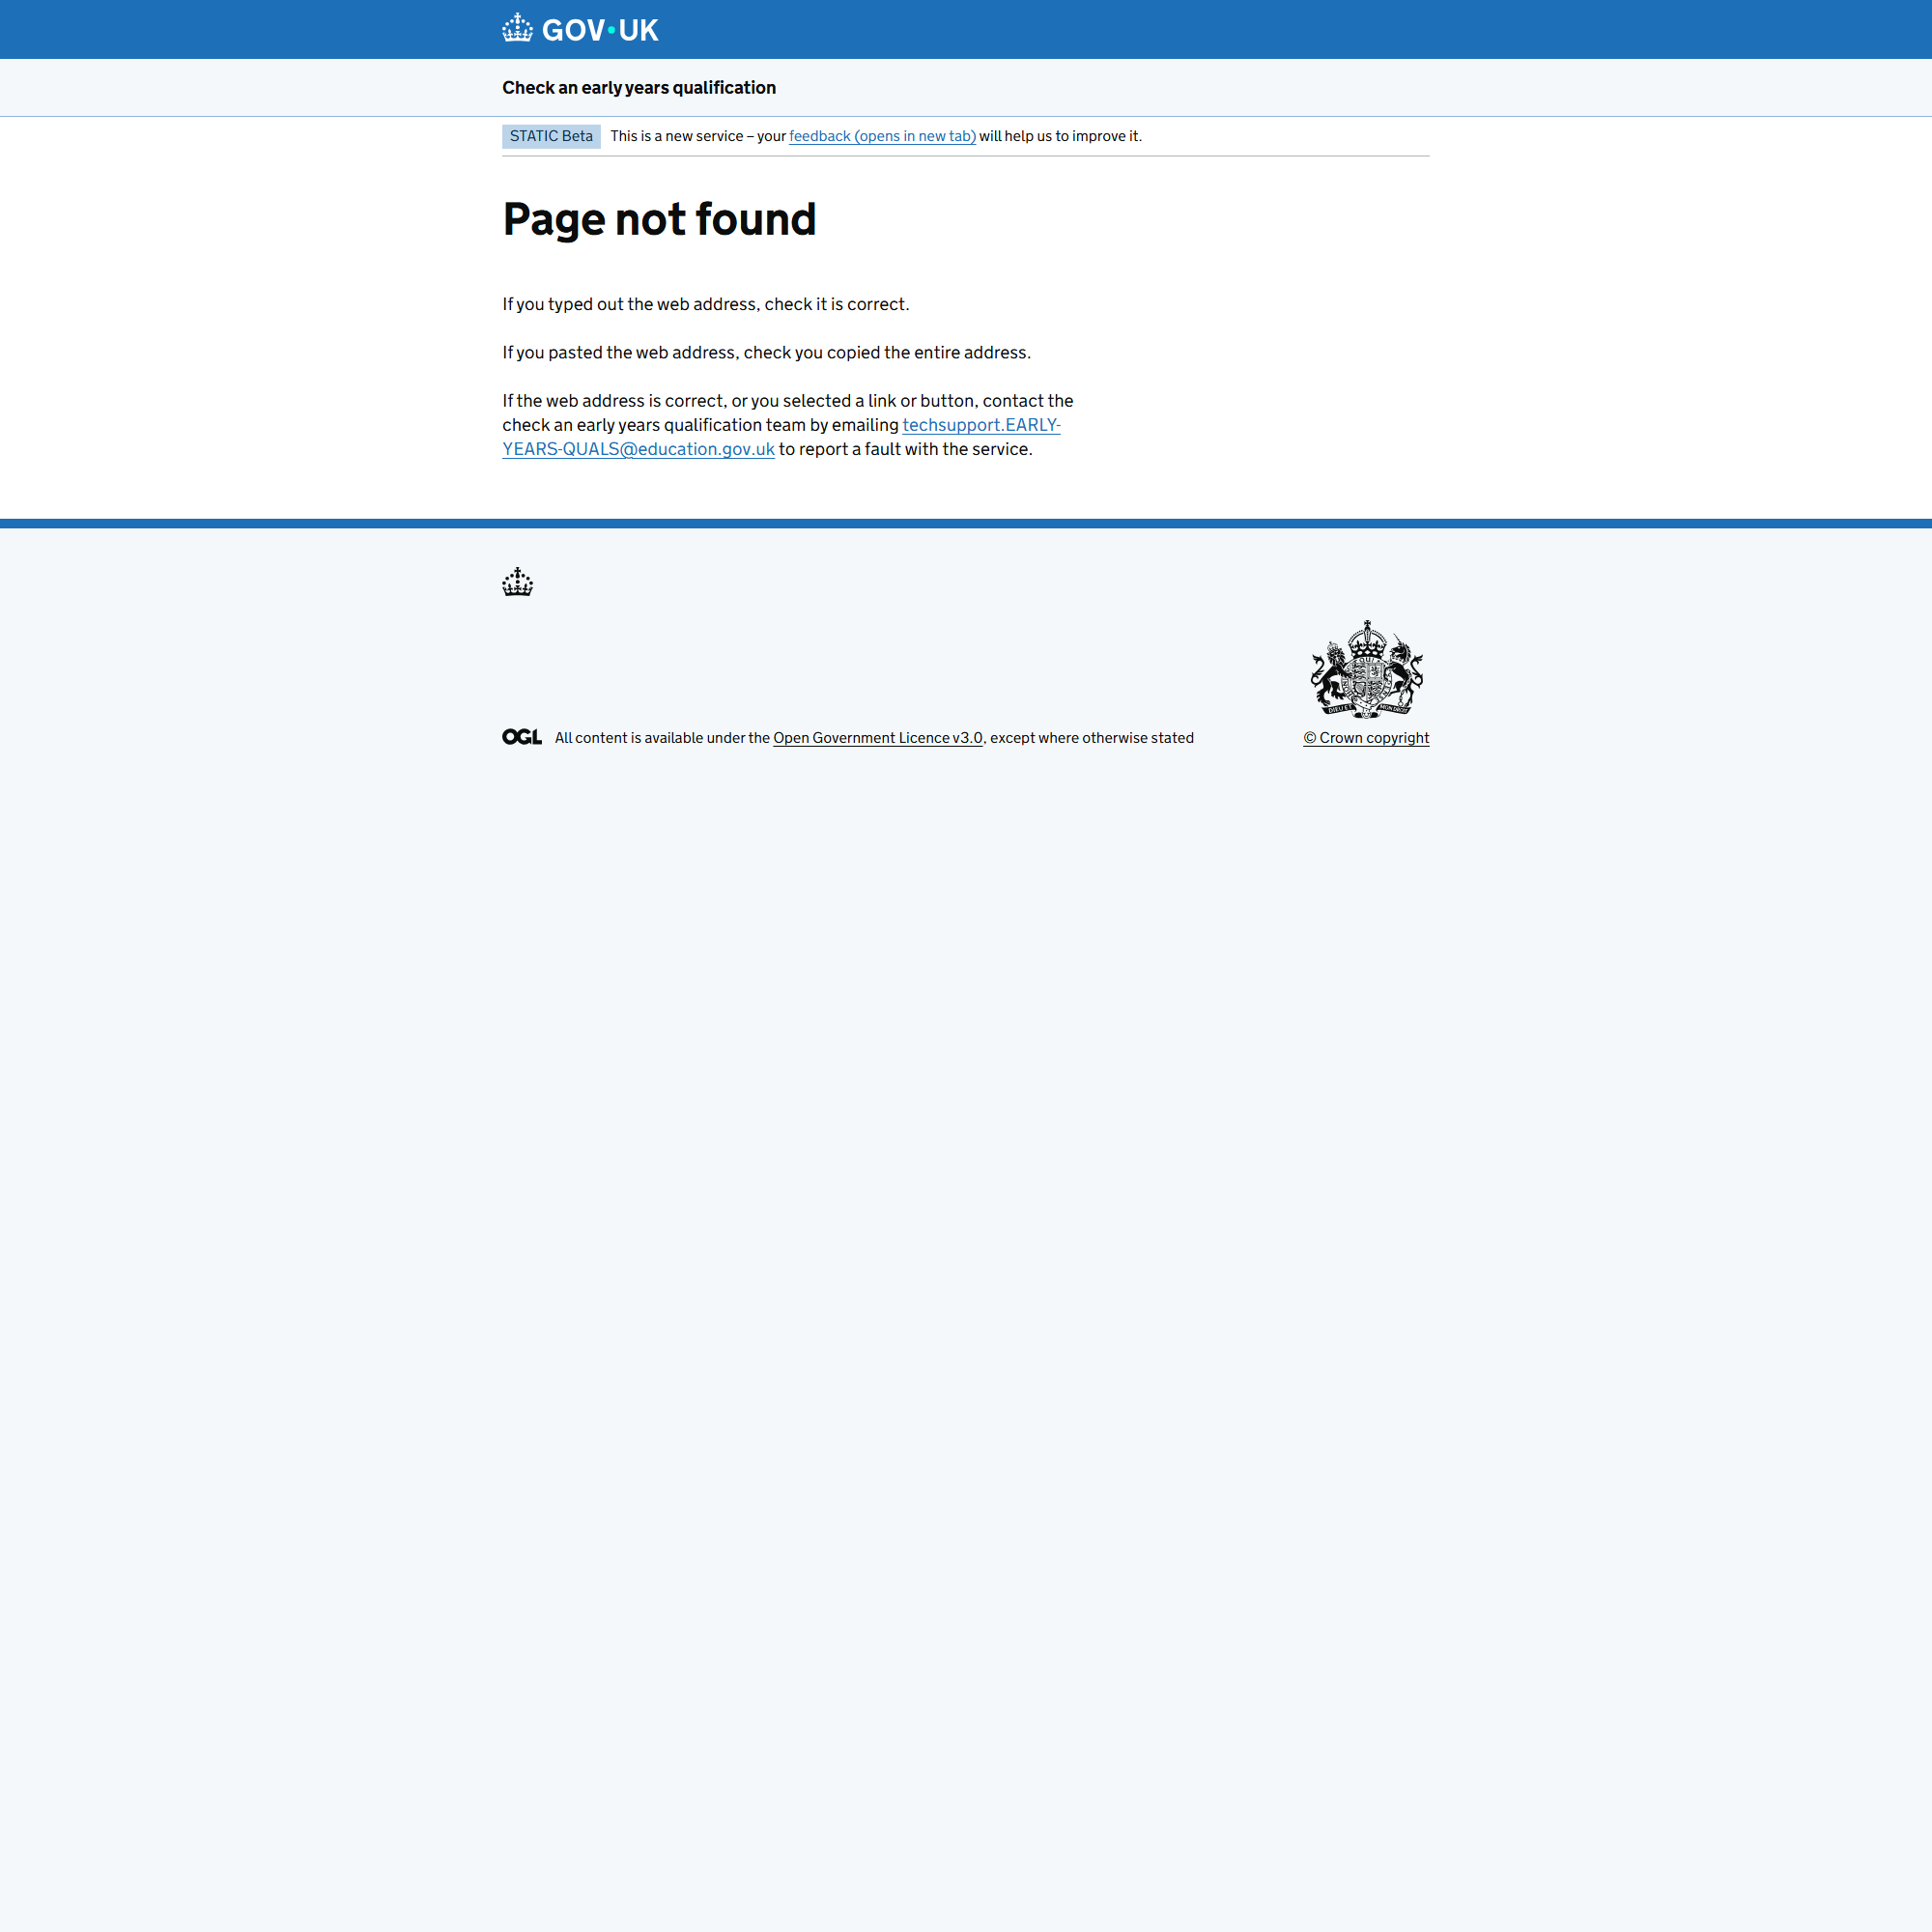 GOV•UK
Check an early years qualification
STATIC Beta This is a new service – your feedback (opens in new tab) will help us to improve it.
Page not found
If you typed out the web address, check it is correct.
If you pasted the web address, check you copied the entire address.
If the web address is correct, or you selected a link or button, contact the
check an early years qualification team by emailing techsupport.EARLY-
YEARS-QUALS@education.gov.uk to report a fault with the service.
OGL All content is available under the Open Government Licence v3.0, except where otherwise stated
© Crown copyright